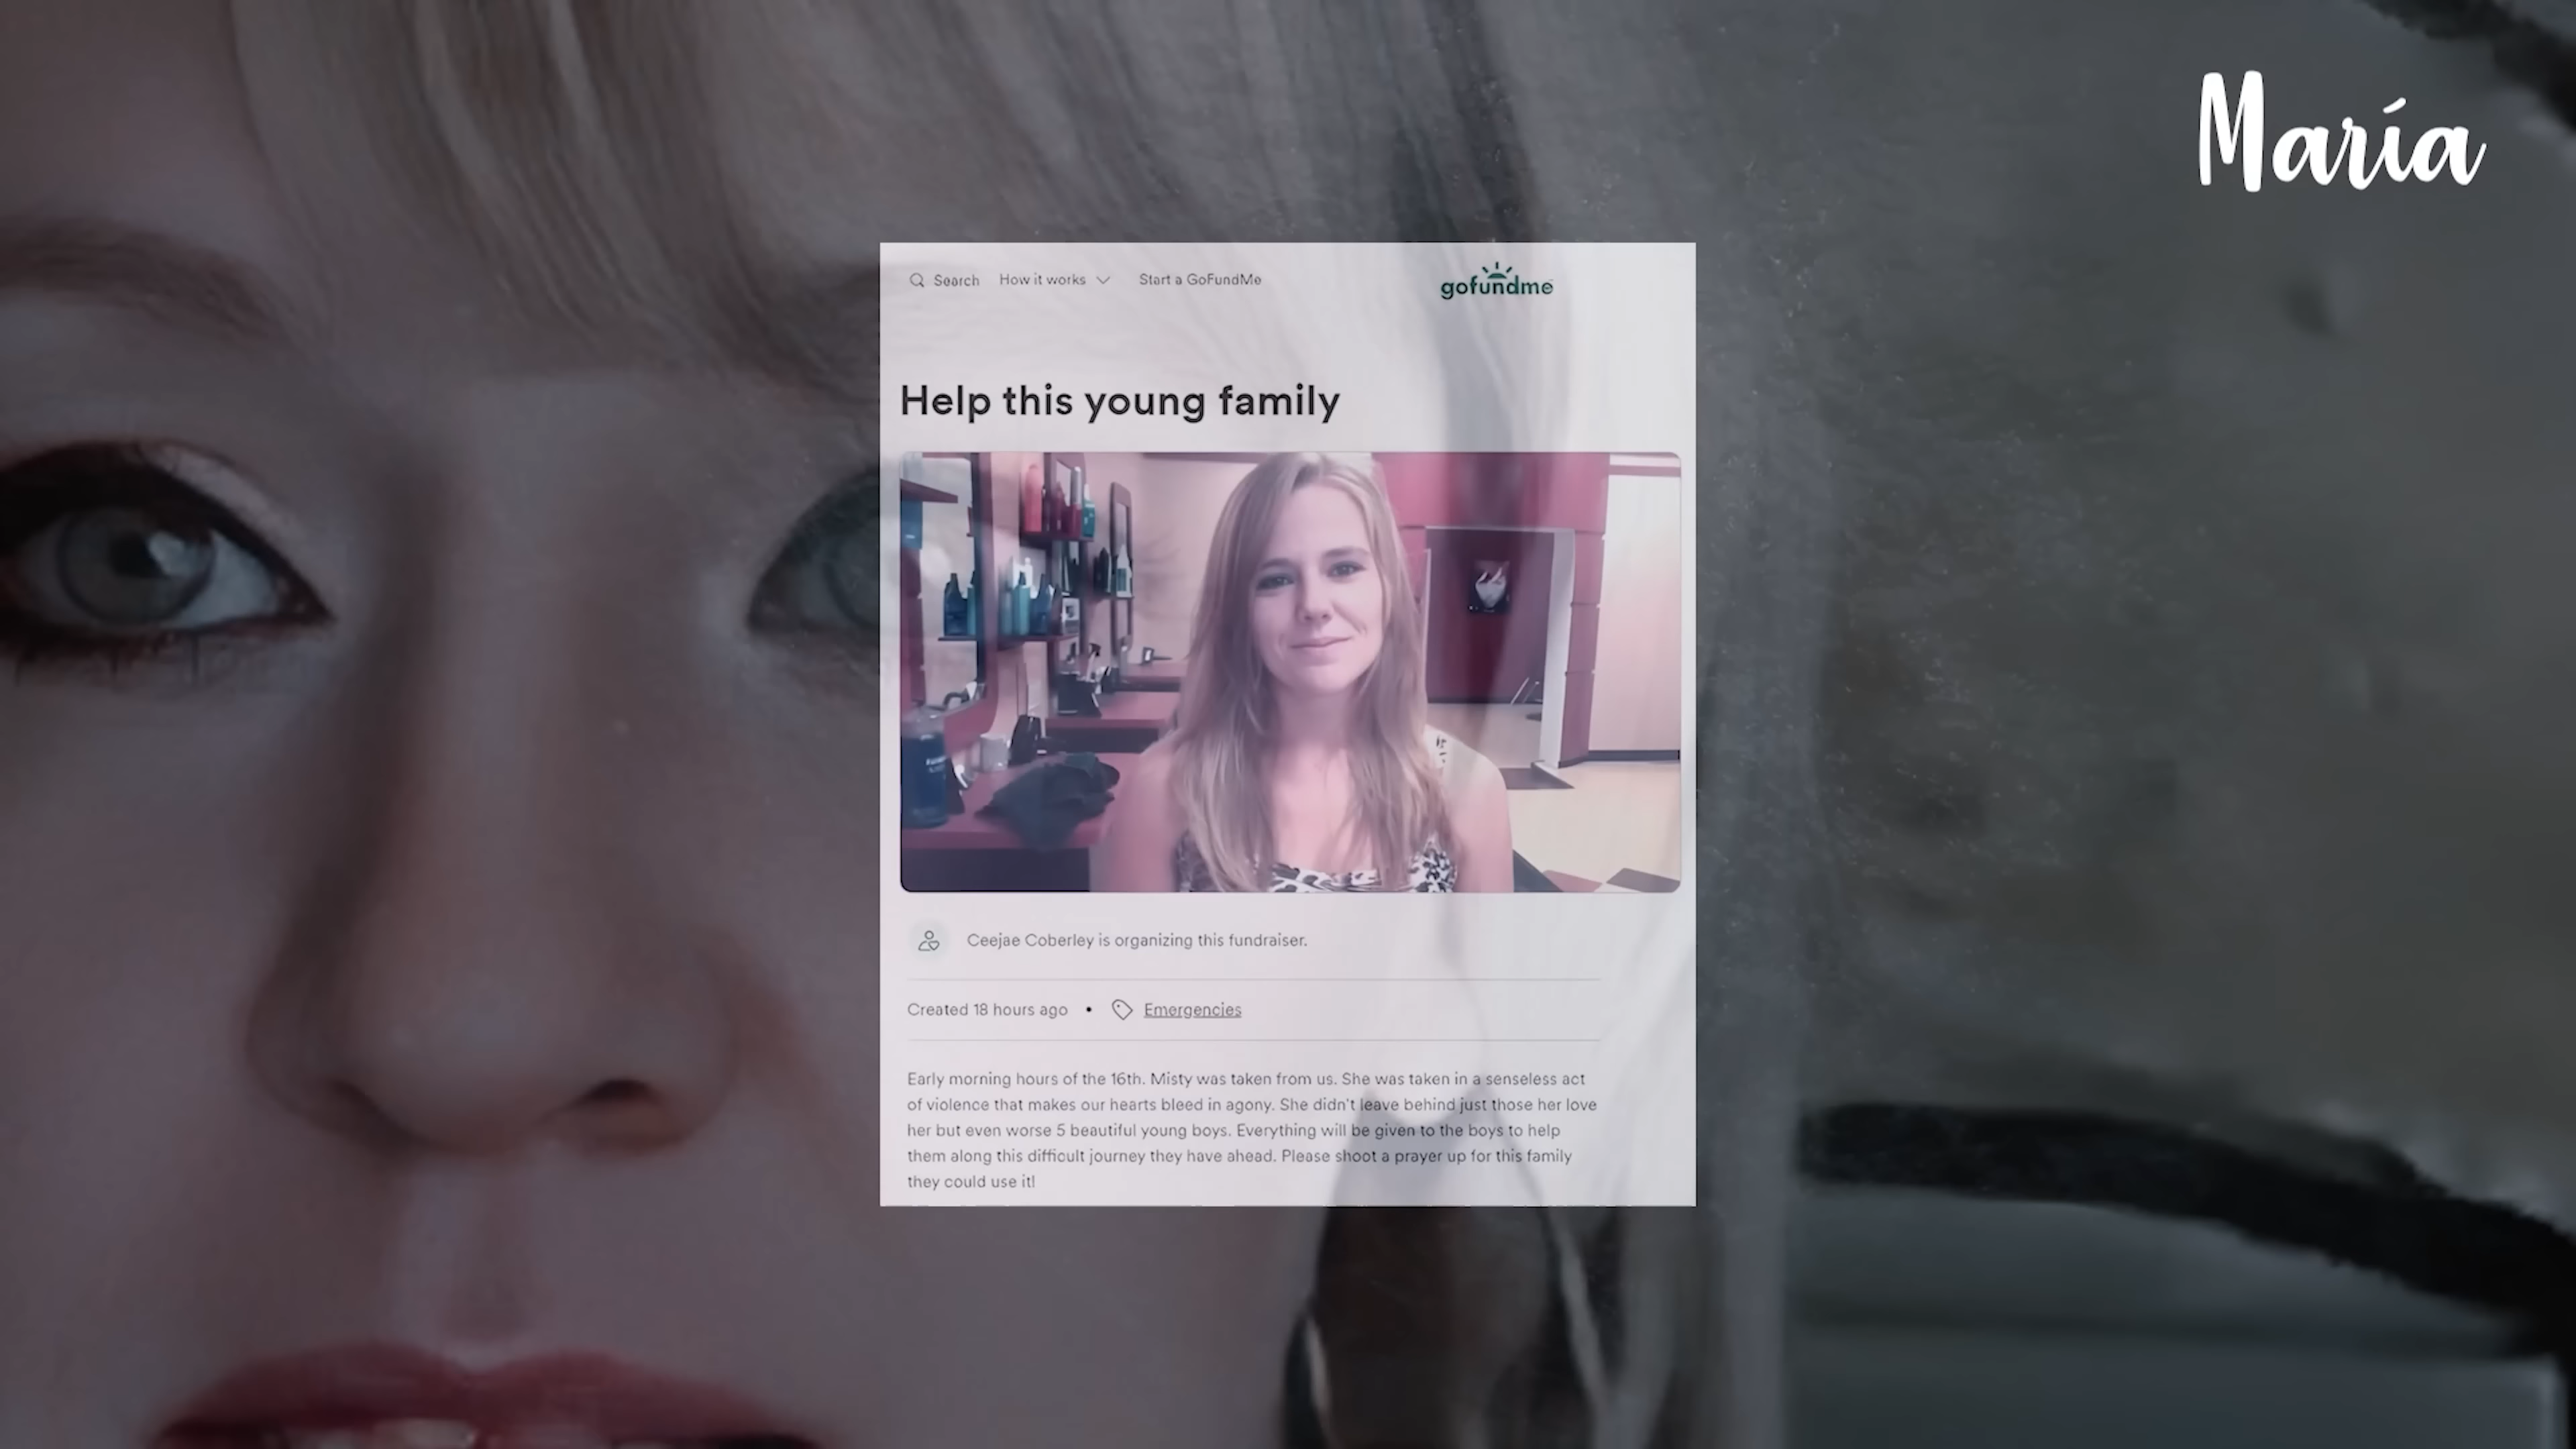 María
Search How it works Start a GoFundMe gofundme
Help this young family
Ceejae Coberley is organizing this fundraiser.
Created 18 hours ago • Emergencies
Early morning hours of the 16th. Misty was taken from us. She was taken in a senseless act
of violence that makes our hearts bleed in agony. She didn't leave behind just those her love
her but even worse 5 beautiful young boys. Everything will be given to the boys to help
them along this difficult journey they have ahead. Please shoot a prayer up for this family
they could use it!